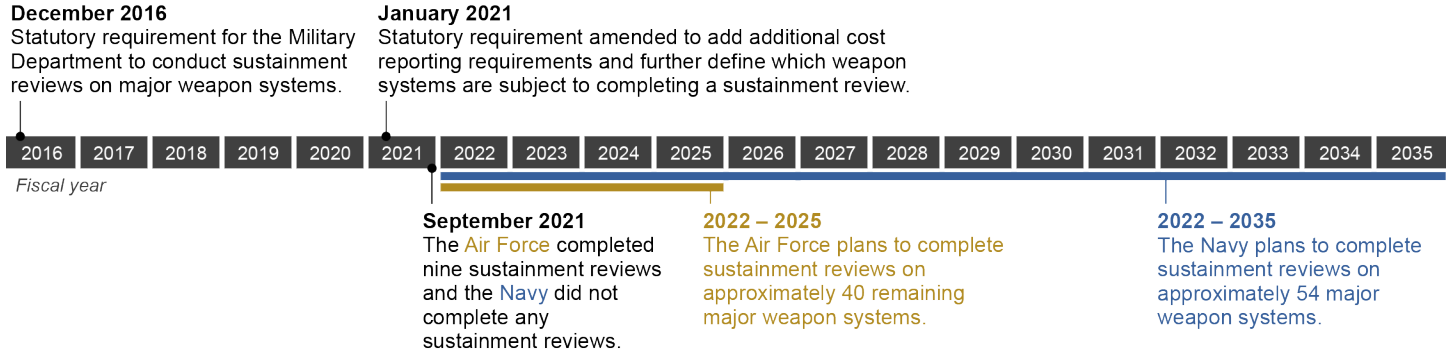 December 2016
Statutory requirement for the Military
Department to conduct sustainment
reviews on major weapon systems.
January 2021
Statutory requirement amended to add additional cost
reporting requirements and further define which weapon
systems are subject to completing a sustainment review.
2016 2017 2018 2019 2020 2021 2022 2023 2024 2025 2026 2027 2028 2029 2030 2031 2032 2033 2034 2035
Fiscal year
September 2021
The Air Force completed
nine sustainment reviews
and the Navy did not
complete any
sustainment reviews.
2022 – 2025
The Air Force plans to complete
sustainment reviews on
approximately 40 remaining
major weapon systems.
2022 – 2035
The Navy plans to complete
sustainment reviews on
approximately 54 major
weapon systems.